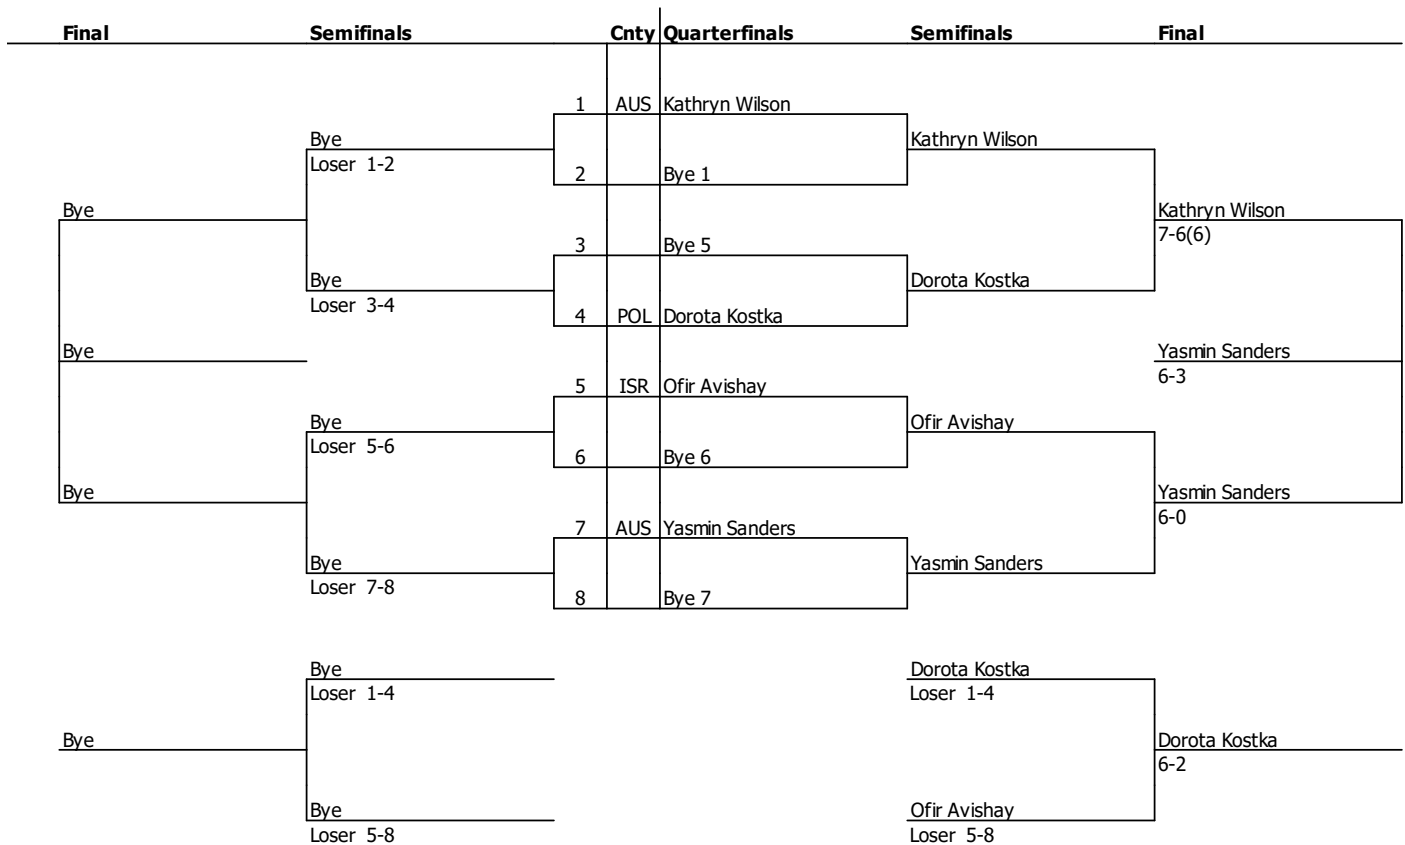 Final Semifinals Cnty Quarterfinals Semifinals Final
1 AUS Kathryn Wilson
Bye Kathryn Wilson
Loser 1-2
2 Bye 1
Bye Kathryn Wilson
7-6(6)
3 Bye 5
Bye Dorota Kostka
Loser 3-4
4 POL Dorota Kostka
Bye Yasmin Sanders
6-3
5 ISR Ofir Avishay
Bye Ofir Avishay
Loser 5-6
6 Bye 6
Bye Yasmin Sanders
6-0
7 AUS Yasmin Sanders
Bye Yasmin Sanders
Loser 7-8
8 Bye 7
Bye Dorota Kostka
Loser 1-4 Loser 1-4
Bye Dorota Kostka
6-2
Bye Ofir Avishay
Loser 5-8 Loser 5-8